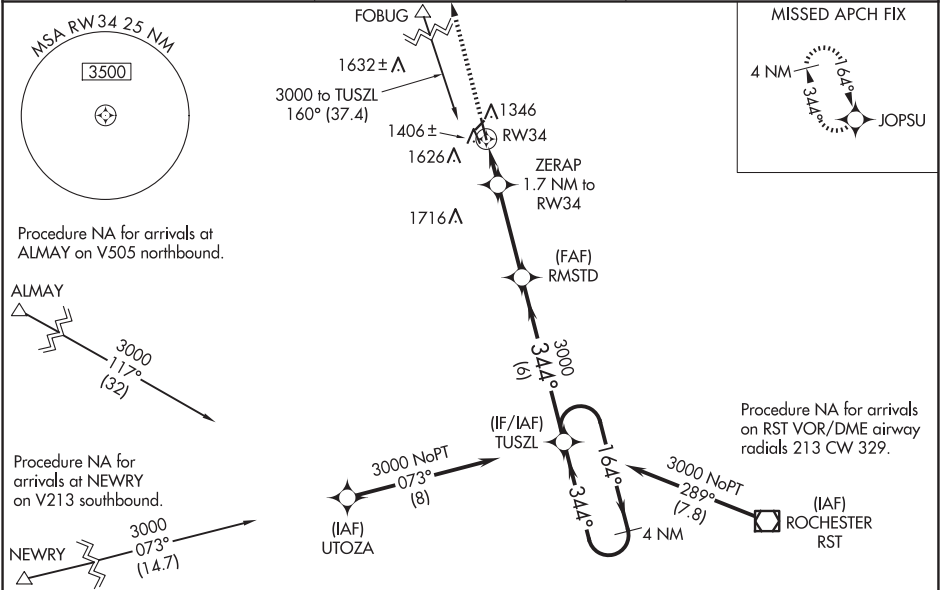 MSA RW34 25 NM
3500
FOBUG
1632±
3000 to TUSZL
160° (37.4)
1346
1406±
RW34
1626
ZERAP
1.7 NM to
RW34
1716
(FAF)
RMSTD
MISSED APCH FIX
4 NM
164°
344°
JOPSU
Procedure NA for arrivals at
ALMAY on V505 northbound.
ALMAY
3000
117°
(32)
3000
344°
(6)
(IF/IAF)
TUSZL
164°
344°
4 NM
Procedure NA for arrivals
on RST VOR/DME airway
radials 213 CW 329.
3000 NoPT
289°
(7.8)
(IAF)
ROCHESTER
RST
Procedure NA for
arrivals at NEWRY
on V213 southbound.
3000 NoPT
073°
(8)
(IAF)
UTOZA
3000
073°
(14.7)
NEWRY